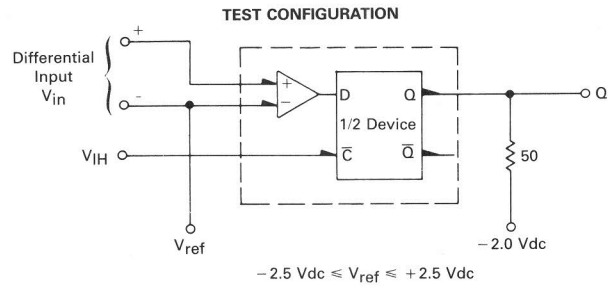 TEST CONFIGURATION
+
Differential
Input
Vin
-
+
-
D
Q
1/2 Device
C̅
Q̅
Q
VIH
50
Vref
-2.0 Vdc
-2.5 Vdc ≤ Vref ≤ +2.5 Vdc